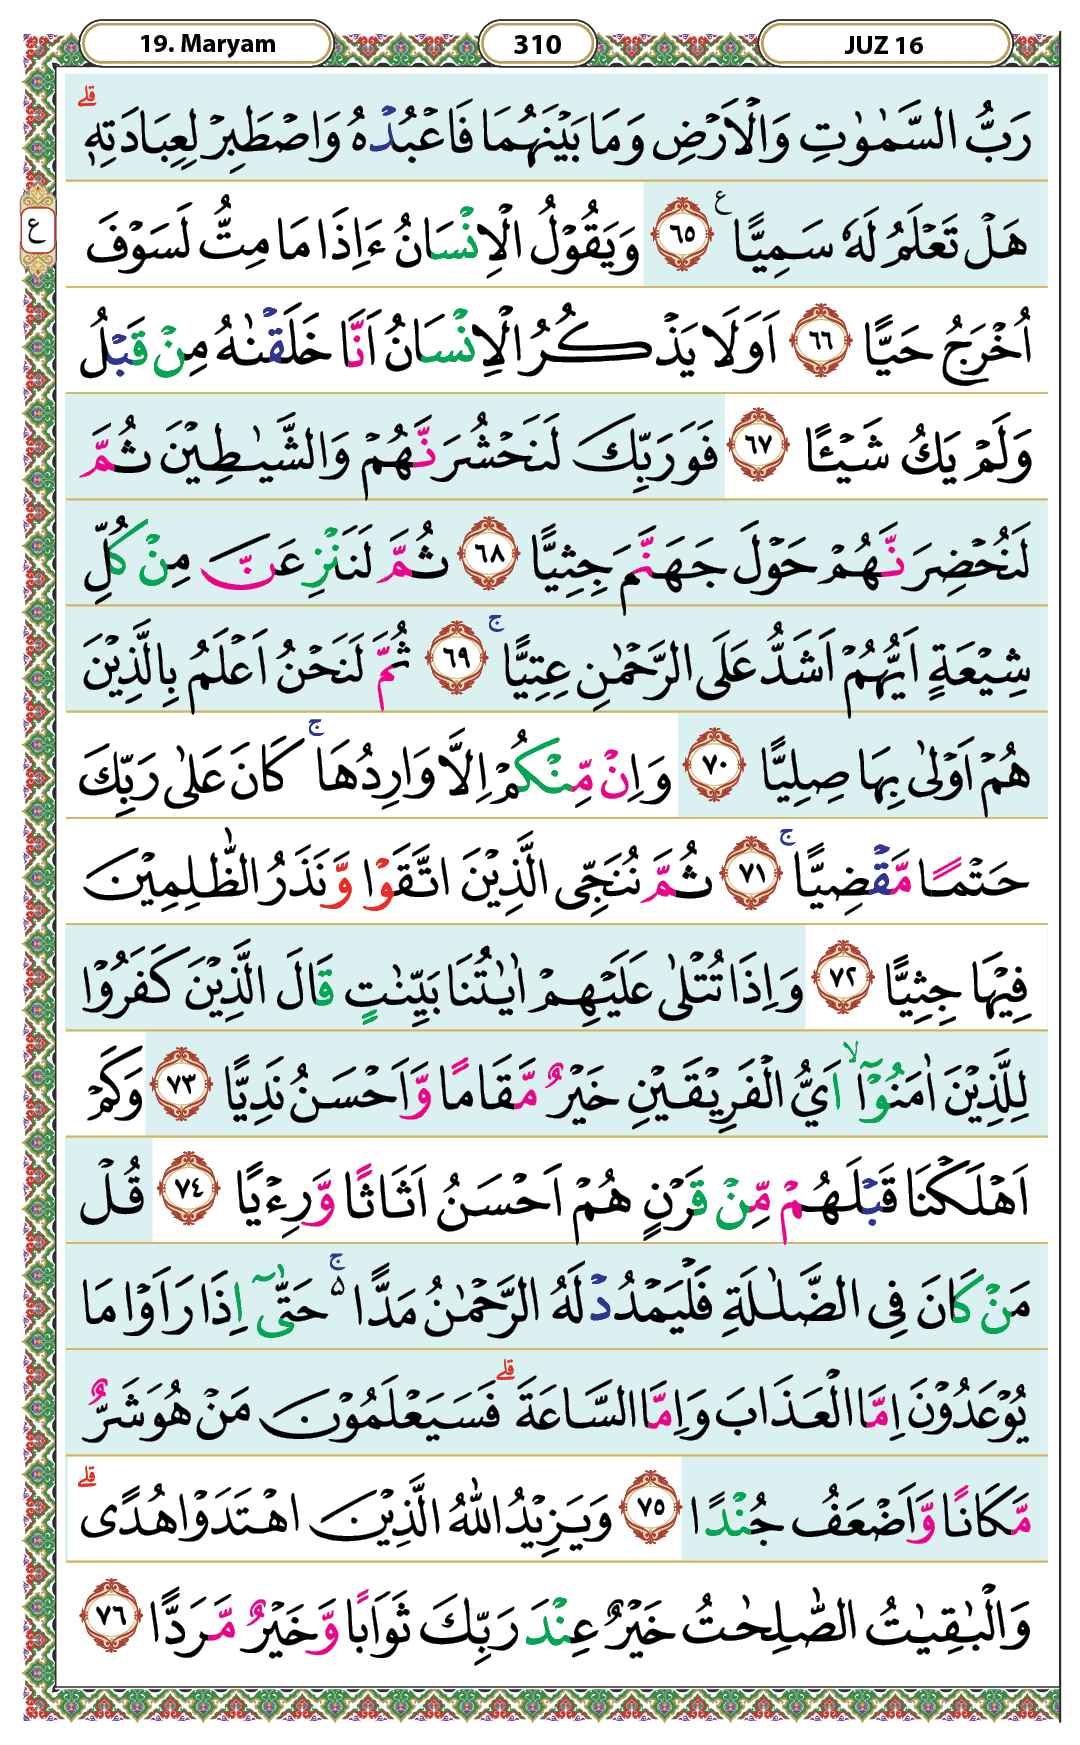 19. Maryam
310
JUZ 16
رَبُّ السَّمٰوٰتِ وَالْاَرْضِ وَمَا بَيْنَهُمَا فَاعْبُدْهُ وَاصْطَبِرْ لِعِبَادَتِهٖ ۗ
هَلْ تَعْلَمُ لَهٗ سَمِيًّا ࣖ ٦٥ وَيَقُوْلُ الْاِنْسَانُ ءَاِذَا مَا مِتُّ لَسَوْفَ
ع
اُخْرَجُ حَيًّا ٦٦ اَوَلَا يَذْكُرُ الْاِنْسَانُ اَنَّا خَلَقْنٰهُ مِنْ قَبْلُ
وَلَمْ يَكُ شَيْـًٔا ٦٧ فَوَرَبِّكَ لَنَحْشُرَنَّهُمْ وَالشَّيٰطِيْنَ ثُمَّ
لَنُحْضِرَنَّهُمْ حَوْلَ جَهَنَّمَ جِثِيًّا ٦٨ ثُمَّ لَنَنْزِعَنَّ مِنْ كُلِّ
شِيْعَةٍ اَيُّهُمْ اَشَدُّ عَلَى الرَّحْمٰنِ عِتِيًّا ۚ ٦٩ ثُمَّ لَنَحْنُ اَعْلَمُ بِالَّذِيْنَ
هُمْ اَوْلٰى بِهَا صِلِيًّا ٧٠ وَاِنْ مِّنْكُمْ اِلَّا وَارِدُهَا ۚ كَانَ عَلٰى رَبِّكَ
حَتْمًا مَّقْضِيًّا ۚ ٧١ ثُمَّ نُنَجِّى الَّذِيْنَ اتَّقَوْا وَّنَذَرُ الظّٰلِمِيْنَ
فِيْهَا جِثِيًّا ٧٢ وَاِذَا تُتْلٰى عَلَيْهِمْ اٰيٰتُنَا بَيِّنٰتٍ قَالَ الَّذِيْنَ كَفَرُوْا
لِلَّذِيْنَ اٰمَنُوْٓا ۙ اَيُّ الْفَرِيْقَيْنِ خَيْرٌ مَّقَامًا وَّاَحْسَنُ نَدِيًّا ٧٣ وَكَمْ
اَهْلَكْنَا قَبْلَهُمْ مِّنْ قَرْنٍ هُمْ اَحْسَنُ اَثَاثًا وَّرِءْيًا ٧٤ قُلْ
مَنْ كَانَ فِى الضَّلٰلَةِ فَلْيَمْدُدْ لَهُ الرَّحْمٰنُ مَدًّا ەۚ حَتّٰىٓ اِذَا رَاَوْا مَا
يُوْعَدُوْنَ اِمَّا الْعَذَابَ وَاِمَّا السَّاعَةَ ۗ فَسَيَعْلَمُوْنَ مَنْ هُوَ شَرٌّ
مَّكَانًا وَّاَضْعَفُ جُنْدًا ٧٥ وَيَزِيْدُ اللّٰهُ الَّذِيْنَ اهْتَدَوْا هُدًى ۗ
وَالْبٰقِيٰتُ الصّٰلِحٰتُ خَيْرٌ عِنْدَ رَبِّكَ ثَوَابًا وَّخَيْرٌ مَّرَدًّا ٧٦